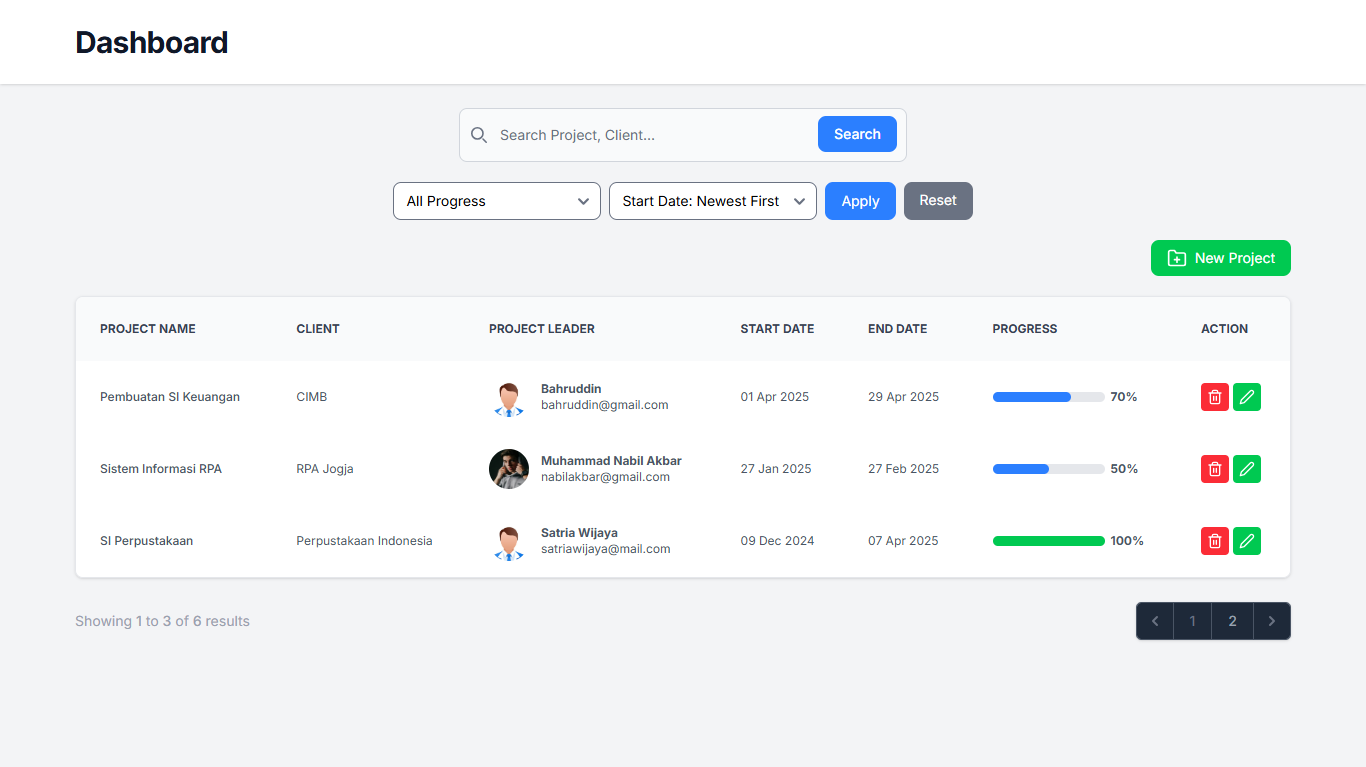 Dashboard
Search Project, Client...
Search
All Progress
Start Date: Newest First
Apply
Reset
New Project
PROJECT NAME CLIENT PROJECT LEADER START DATE END DATE PROGRESS ACTION
Pembuatan SI Keuangan CIMB Bahruddin 01 Apr 2025 29 Apr 2025 70%
bahruddin@gmail.com
Sistem Informasi RPA RPA Jogja Muhammad Nabil Akbar 27 Jan 2025 27 Feb 2025 50%
nabilakbar@gmail.com
SI Perpustakaan Perpustakaan Indonesia Satria Wijaya 09 Dec 2024 07 Apr 2025 100%
satriawijaya@mail.com
Showing 1 to 3 of 6 results
1 2